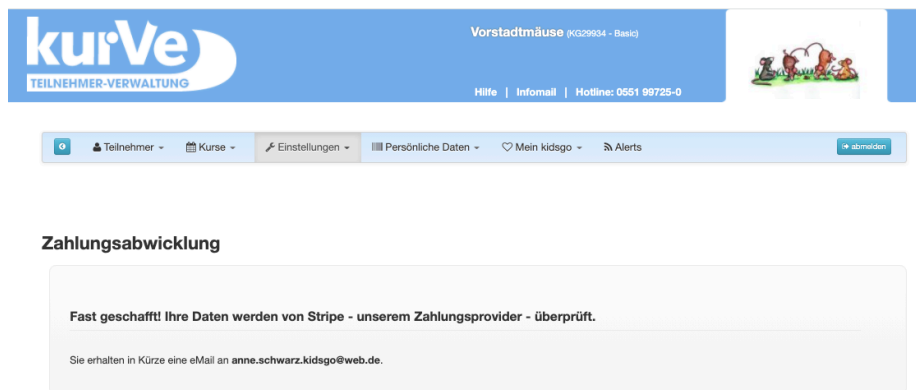 kurVe
TEILNEHMER-VERWALTUNG
Vorstadtmäuse (KG29934 - Basic)
Hilfe | Infomail | Hotline: 0551 99725-0
Teilnehmer Kurse Einstellungen Persönliche Daten Mein kidsgo Alerts abmelden
Zahlungsabwicklung
Fast geschafft! Ihre Daten werden von Stripe - unserem Zahlungsprovider - überprüft.
Sie erhalten in Kürze eine eMail an anne.schwarz.kidsgo@web.de.